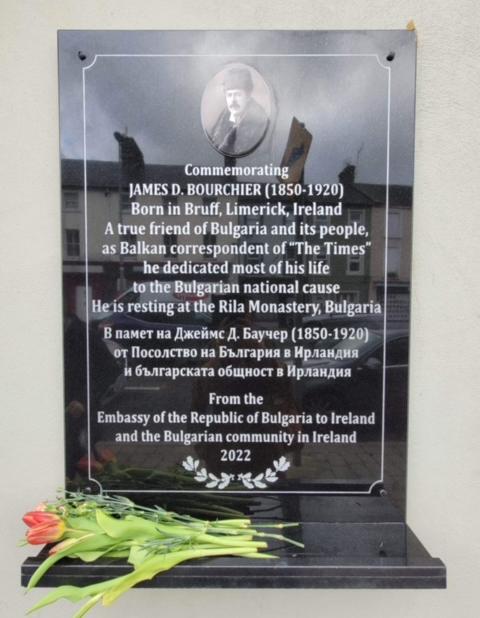 Commemorating
JAMES D. BOURCHIER (1850-1920)
Born in Bruff, Limerick, Ireland
A true friend of Bulgaria and its people,
as Balkan correspondent of "The Times"
he dedicated most of his life
to the Bulgarian national cause
He is resting at the Rila Monastery, Bulgaria
В памет на Джеймс Д. Баучер (1850-1920)
от Посолство на България в Ирландия
и българската общност в Ирландия
From the
Embassy of the Republic of Bulgaria to Ireland
and the Bulgarian community in Ireland
2022